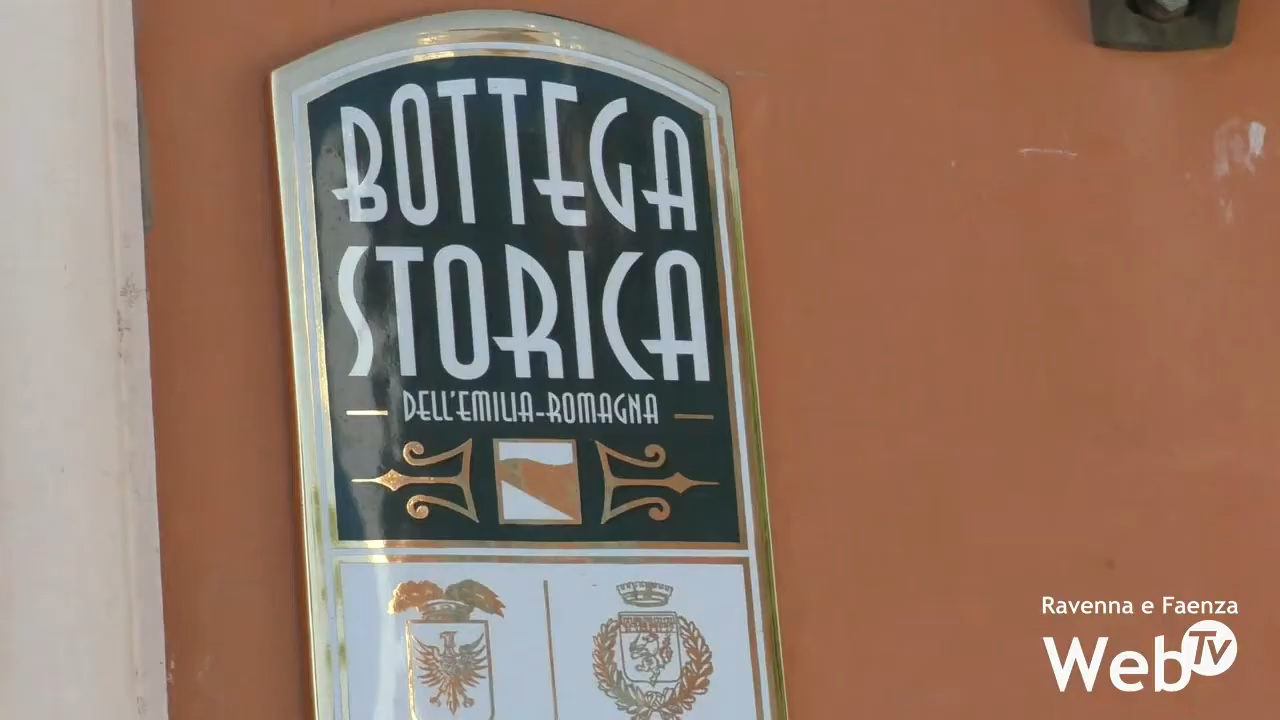 BOTTEGA
STORICA
DELL'EMILIA-ROMAGNA
Ravenna e Faenza
WebTV